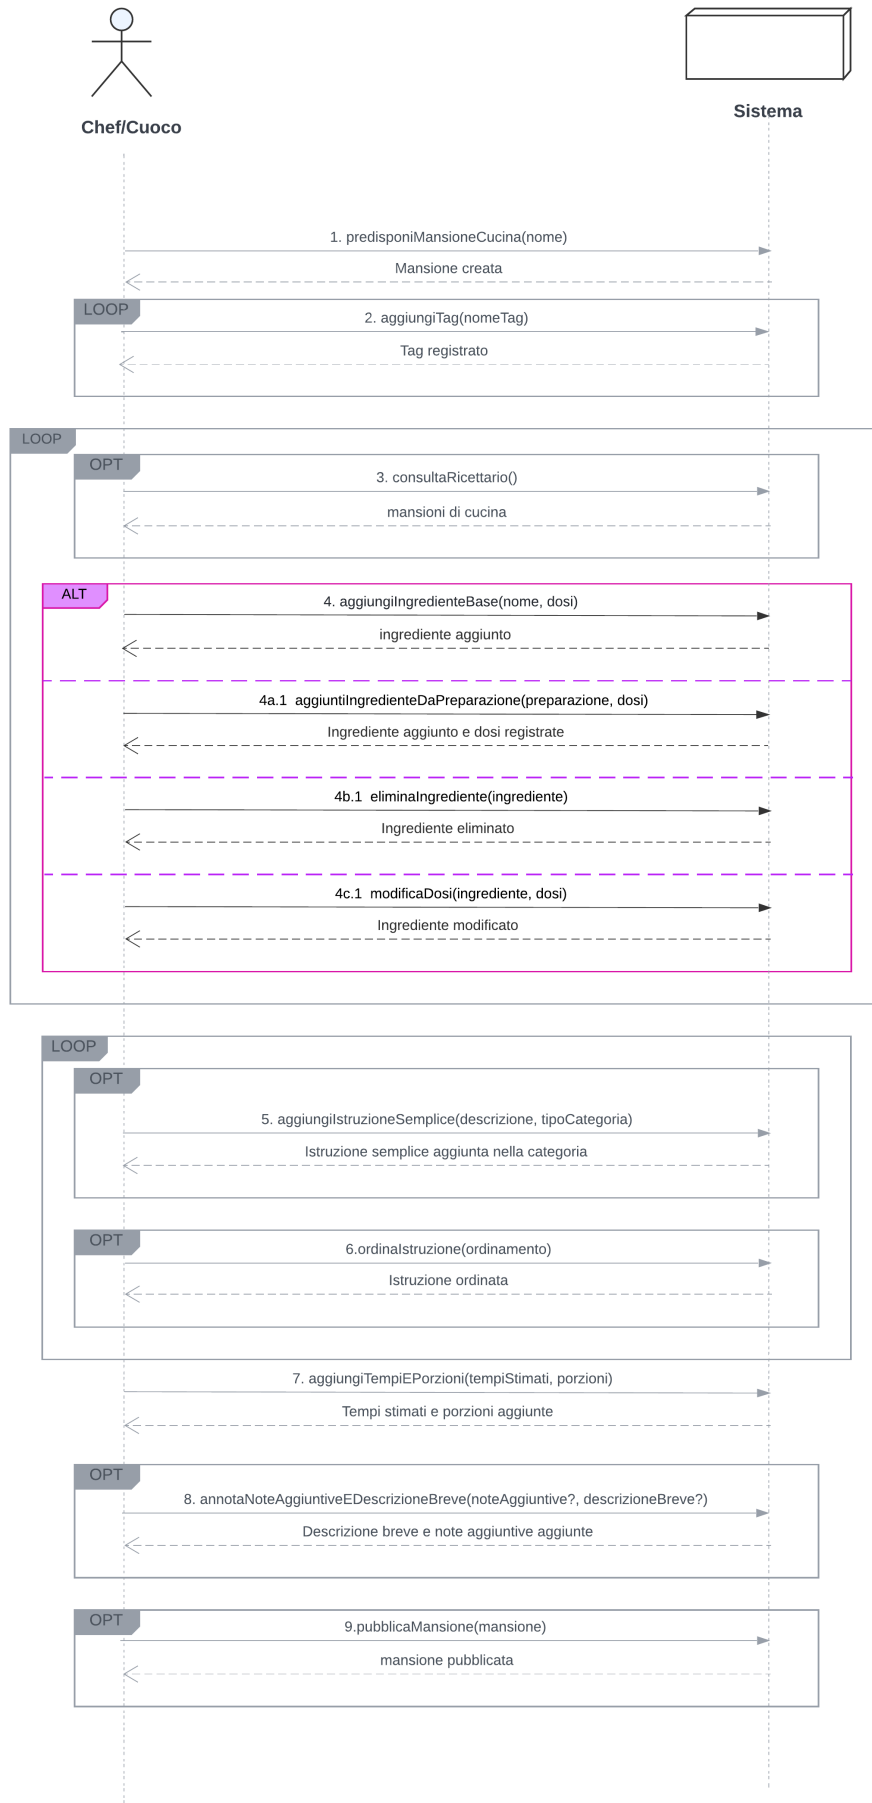 Chef/Cuoco
Sistema
1. predisponiMansioneCucina(nome)
Mansione creata
LOOP
2. aggiungiTag(nomeTag)
Tag registrato
LOOP
OPT
3. consultaRicettario()
mansioni di cucina
ALT
4. aggiungiIngredienteBase(nome, dosi)
ingrediente aggiunto
4a.1  aggiuntiIngredienteDaPreparazione(preparazione, dosi)
Ingrediente aggiunto e dosi registrate
4b.1  eliminaIngrediente(ingrediente)
Ingrediente eliminato
4c.1  modificaDosi(ingrediente, dosi)
Ingrediente modificato
LOOP
OPT
5. aggiungiIstruzioneSemplice(descrizione, tipoCategoria)
Istruzione semplice aggiunta nella categoria
OPT
6.ordinaIstruzione(ordinamento)
Istruzione ordinata
7. aggiungiTempiEPorzioni(tempiStimati, porzioni)
Tempi stimati e porzioni aggiunte
OPT
8. annotaNoteAggiuntiveEDescrizioneBreve(noteAggiuntive?, descrizioneBreve?)
Descrizione breve e note aggiuntive aggiunte
OPT
9.pubblicaMansione(mansione)
mansione pubblicata